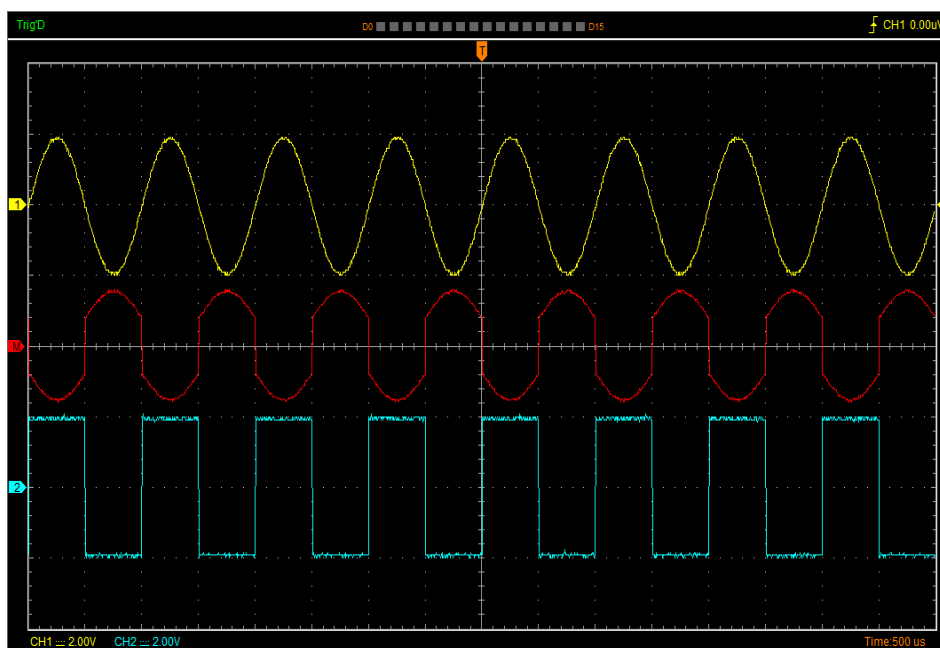 Trig'D D0 D15 CH1 0.00uV
T
1
M
2
CH1 2.00V CH2 2.00V Time:500 us